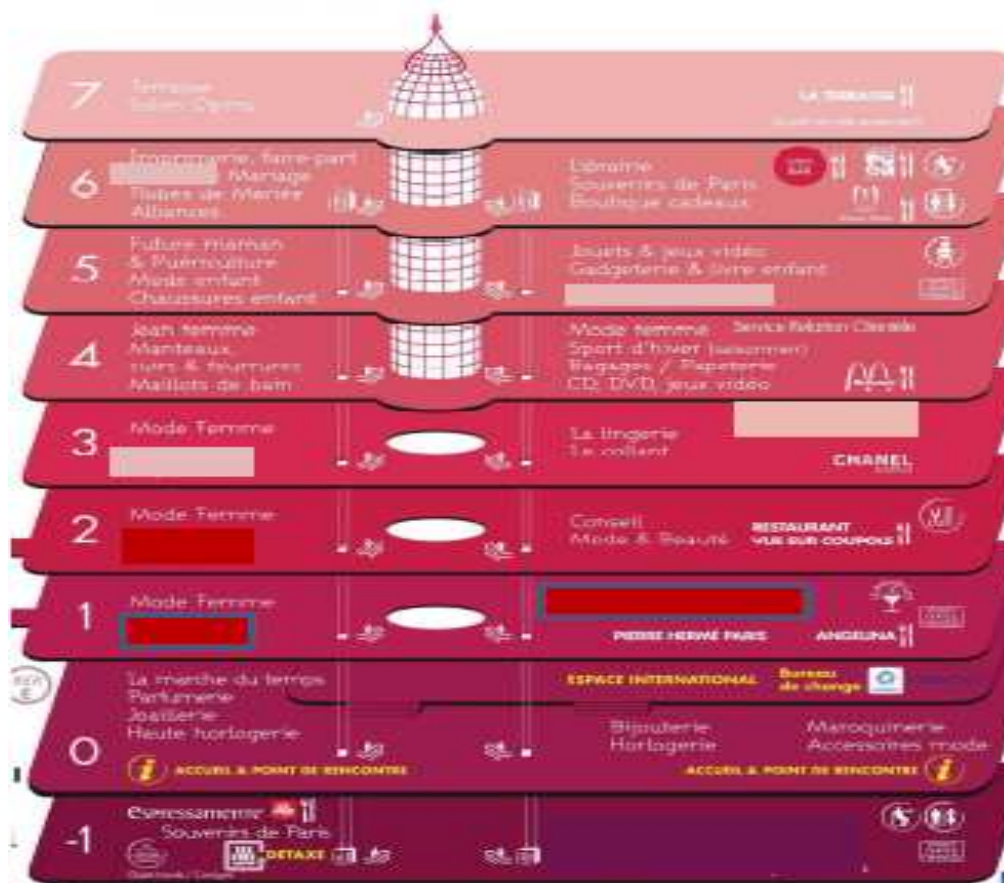 7
Terrasse
Salon Opéra
LA TERRASSE
6
Imprimerie, faire-part
Mariage
Robes de Mariée
Alliances
Librairie
Souvenirs de Paris
Boutique cadeaux
5
Future maman
& Puériculture
Mode enfant
Chaussures enfant
Jouets & jeux vidéo
Gadgeterie & livre enfant
4
Jean femme
Manteaux,
cuirs & fourrures
Maillots de bain
Mode femme
Service Relation Clientèle
Sport d'hiver (saisonnier)
Bagages / Papeterie
CD, DVD, jeux vidéo
3
Mode Femme
La lingerie
Le collant
CHANEL
2
Mode Femme
Conseil
Mode & Beauté
RESTAURANT
VUE SUR COUPOLE
1
Mode Femme
PIERRE HERMÉ PARIS
ANGELINA
ESPACE INTERNATIONAL
Bureau
de change
0
La marche du temps
Parfumerie
Joaillerie
Haute horlogerie
Bijouterie
Horlogerie
Maroquinerie
Accessoires mode
i ACCUEIL & POINT DE RENCONTRE
ACCUEIL & POINT DE RENCONTRE i
-1
espressamente
Souvenirs de Paris
DETAXE